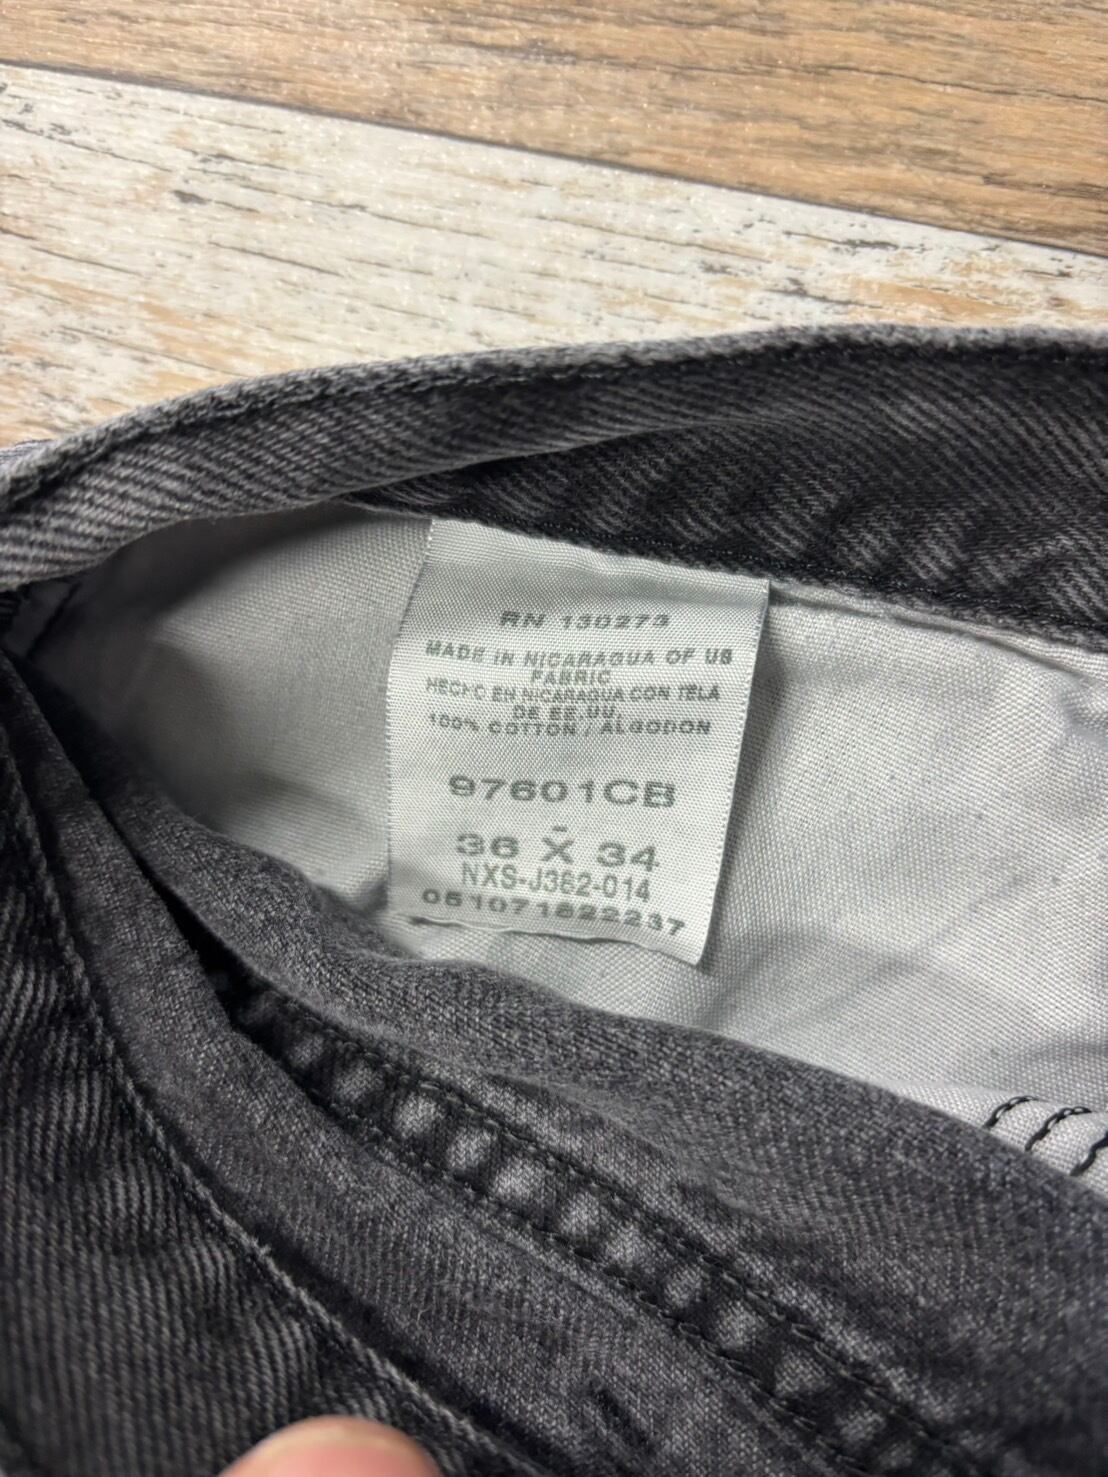 RN 130273
MADE IN NICARAGUA OF US
FABRIC
HECHO EN NICARAGUA CON TELA
DE EE.UU.
100% COTTON / ALGODON
97601CB
36 X 34
NXS-J382-014
051071822237